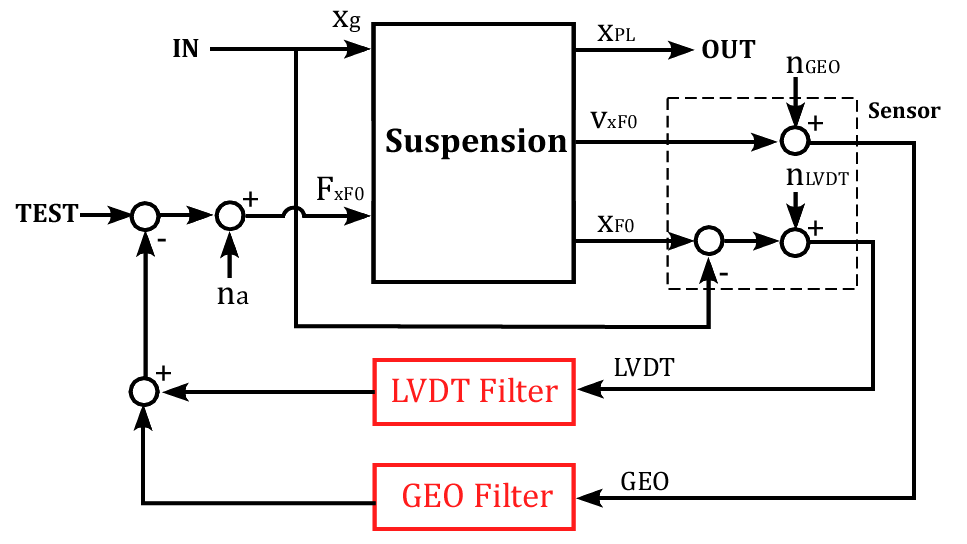 IN
xg
xPL
OUT
nGEO
Sensor
vxF0
+
Suspension
nLVDT
TEST
+
FxF0
xF0
+
-
na
-
LVDT
+
LVDT Filter
GEO
GEO Filter